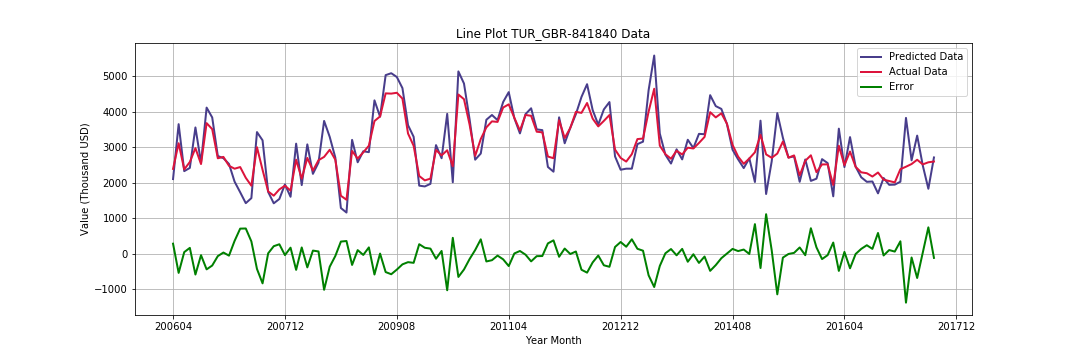 Line Plot TUR_GBR-841840 Data
Predicted Data
Actual Data
Error
Value (Thousand USD)
5000
4000
3000
2000
1000
0
−1000
200604
200712
200908
201104
201212
201408
201604
201712
Year Month